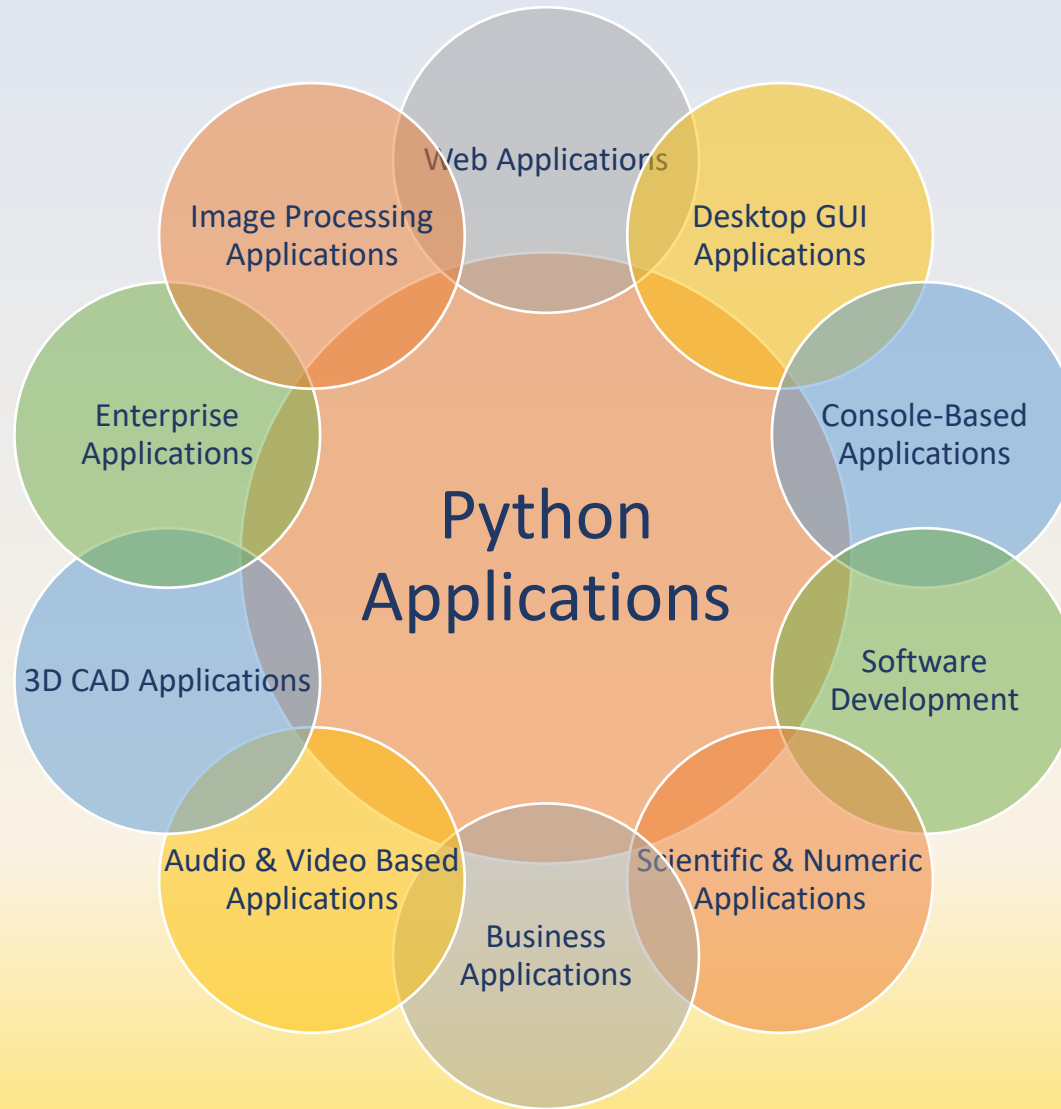 Web Applications
Desktop GUI
Applications
Console-Based
Applications
Software
Development
Scientific & Numeric
Applications
Business
Applications
Audio & Video Based
Applications
3D CAD Applications
Enterprise
Applications
Image Processing
Applications
Python
Applications